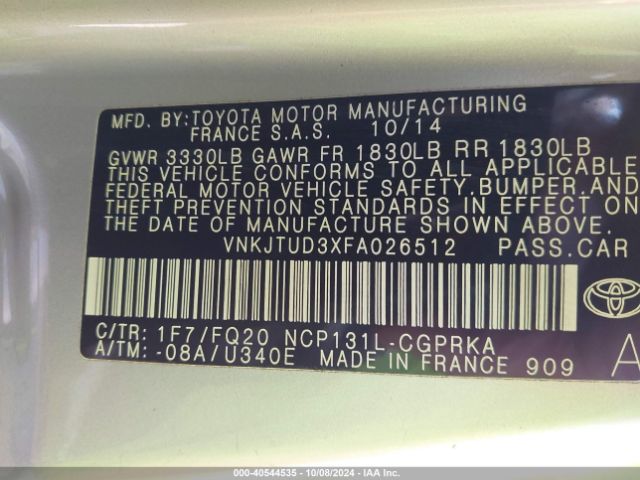 MFD. BY:TOYOTA MOTOR MANUFACTURING
FRANCE S.A.S. 10/14
GVWR 3330LB GAWR FR 1830LB RR 1830LB
THIS VEHICLE CONFORMS TO ALL APPLICABLE
FEDERAL MOTOR VEHICLE SAFETY,BUMPER,AND
THEFT PREVENTION STANDARDS IN EFFECT ON
THE DATE OF MANUFACTURE SHOWN ABOVE.
VNKJTUD3XFA026512 PASS.CAR
C/TR: 1F7/FQ20 NCP131L-CGPRKA
A/TM: -08A/U340E MADE IN FRANCE 909
A
000-40544535 - 10/08/2024 - IAA Inc.